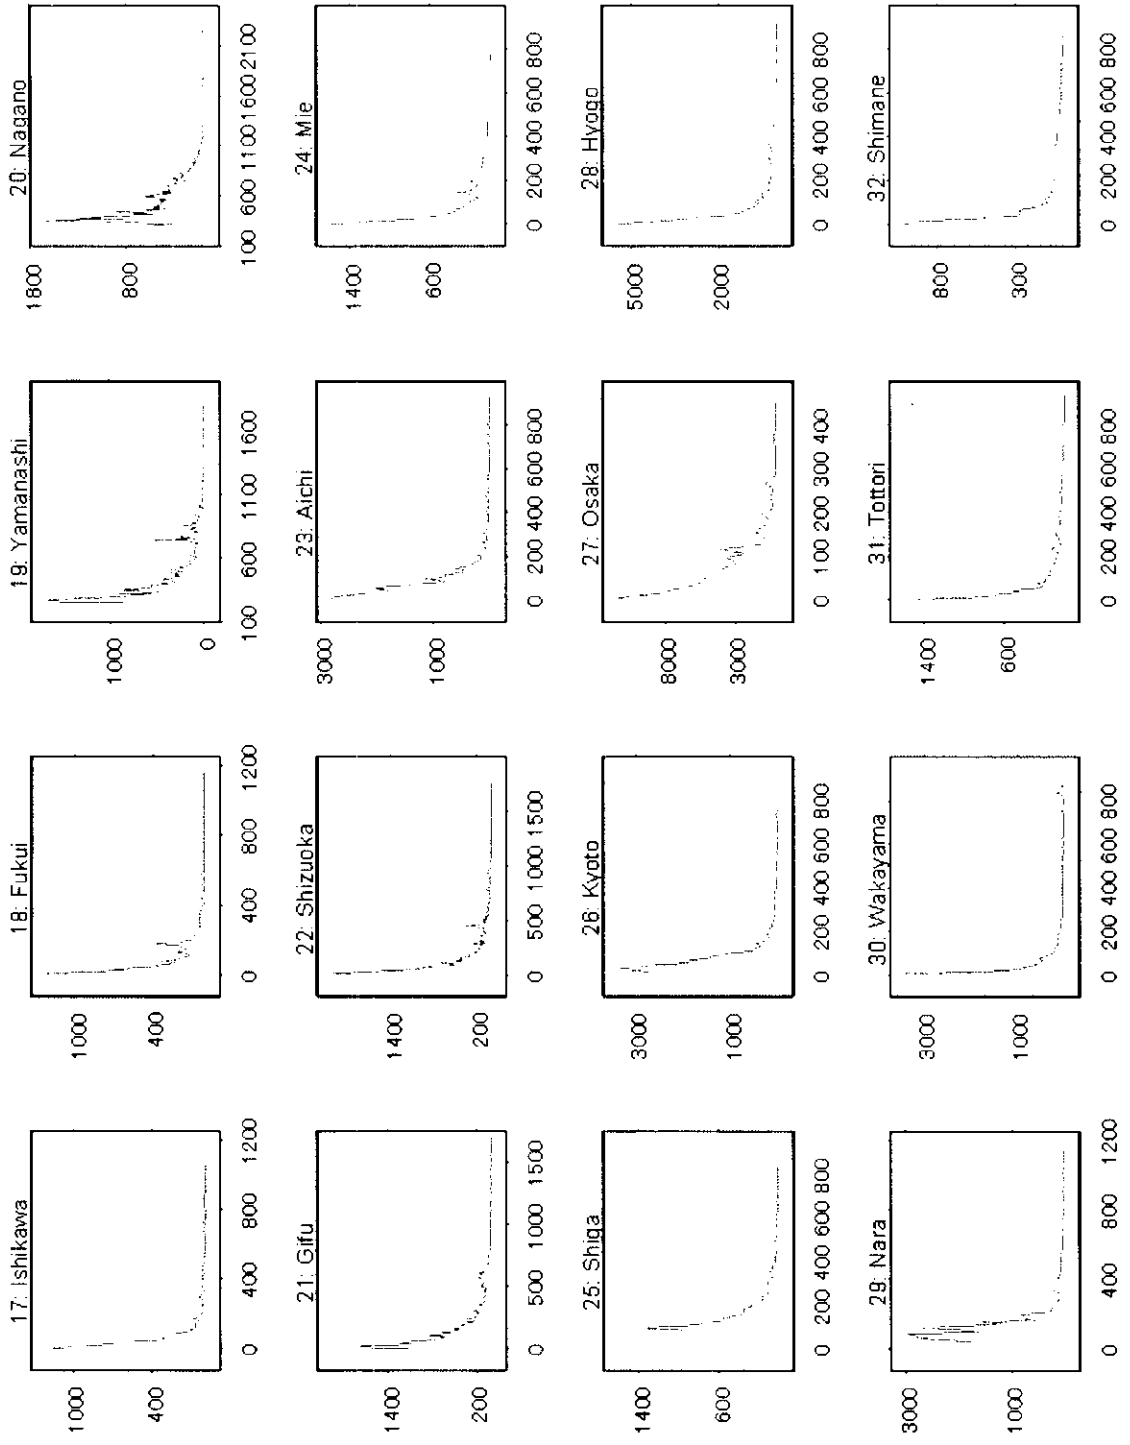 17: Ishikawa
1000
400
0 400 800 1200
18: Fukui
1000
400
0 400 800 1200
19: Yamanashi
1000
0
100 600 1100 1600
20: Nagano
1800
800
100 600 1100 1600 2100
21: Gifu
1400
200
0 500 1000 1500
22: Shizuoka
1400
200
0 500 1000 1500
23: Aichi
3000
1000
0 200 400 600 800
24: Mie
1400
600
0 200 400 600 800
25: Shiga
1400
600
0 200 400 600 800
26: Kyoto
3000
1000
0 200 400 600 800
27: Osaka
8000
3000
0 100 200 300 400
28: Hyogo
5000
2000
0 200 400 600 800
29: Nara
3000
1000
0 400 800 1200
30: Wakayama
3000
1000
0 200 400 600 800
31: Tottori
1400
600
0 200 400 600 800
32: Shimane
800
300
0 200 400 600 800